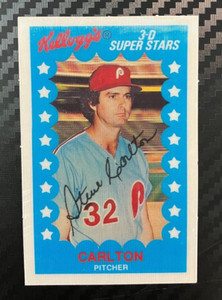 Kellogg's
3-D
SUPER STARS
P
Steve Carlton
32
P
CARLTON
PITCHER